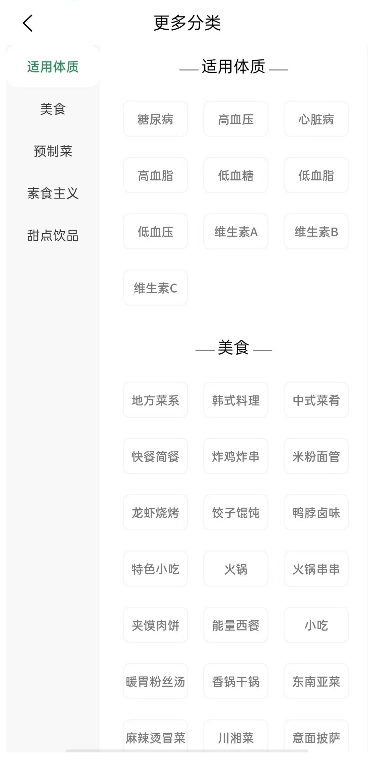 更多分类
适用体质
美食
预制菜
素食主义
甜点饮品
适用体质
糖尿病 高血压 心脏病
高血脂 低血糖 低血脂
低血压 维生素A 维生素B
维生素C
美食
地方菜系 韩式料理 中式菜肴
快餐简餐 炸鸡炸串 米粉面管
龙虾烧烤 饺子馄饨 鸭脖卤味
特色小吃 火锅 火锅串串
夹馍肉饼 能量西餐 小吃
暖胃粉丝汤 香锅干锅 东南亚菜
麻辣烫冒菜 川湘菜 意面披萨